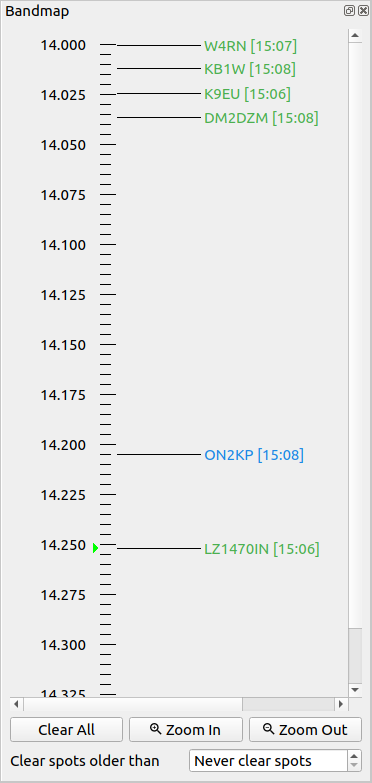 Bandmap
14.000 W4RN [15:07]
KB1W [15:08]
14.025 K9EU [15:06]
DM2DZM [15:08]
14.050
14.075
14.100
14.125
14.150
14.175
14.200
ON2KP [15:08]
14.225
14.250 LZ1470IN [15:06]
14.275
14.300
14.325
Clear All Zoom In Zoom Out
Clear spots older than Never clear spots